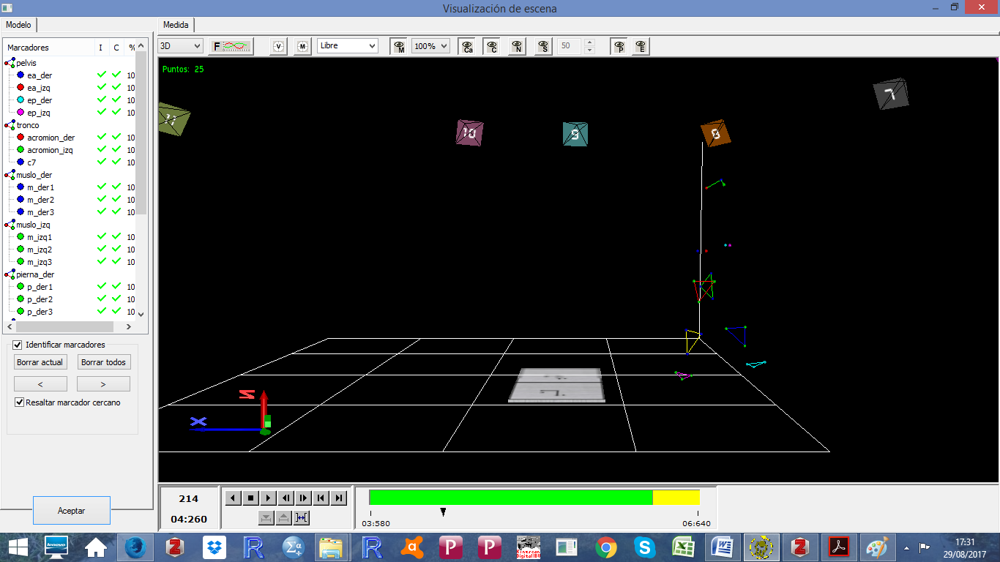 Visualización de escena
Modelo
Medida
3D
F
V
M
Libre
M
100%
Ca
C
N
S
50
P
E
Marcadores I C %
pelvis
ea_der 10
ea_izq 10
ep_der 10
ep_izq 10
tronco
acromion_der 10
acromion_izq 10
c7 10
muslo_der
m_der1 10
m_der2 10
m_der3 10
muslo_izq
m_izq1 10
m_izq2 10
m_izq3 10
pierna_der
p_der1 10
p_der2 10
p_der3 10
Identificar marcadores
Borrar actual Borrar todos
< >
Resaltar marcador cercano
Aceptar
Puntos: 25
11
10
9
8
7
Z
X
214
04:260
03:580 06:640
lenovo
Kinescan
Digital IBV
17:31
29/08/2017